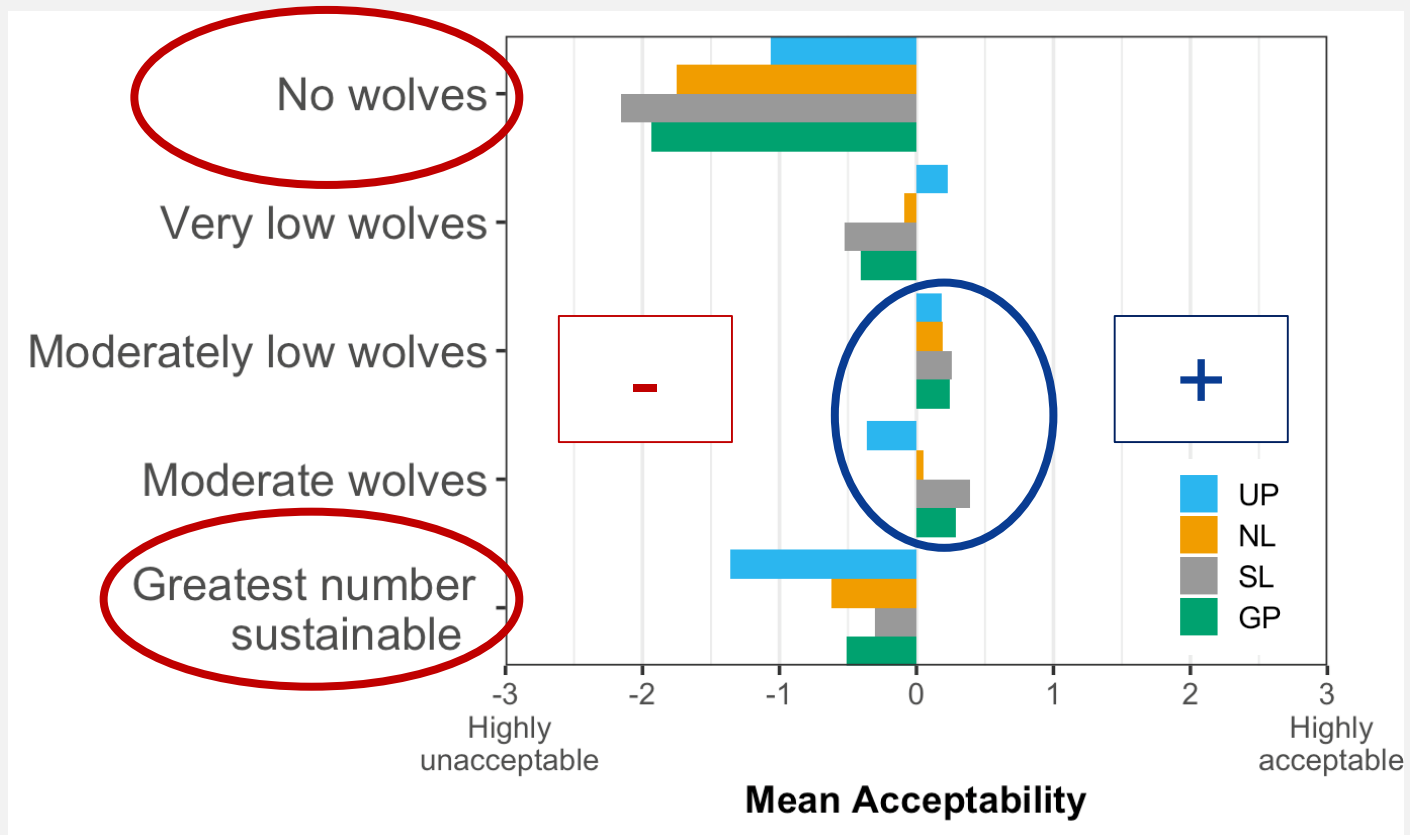 No wolves
Very low wolves
Moderately low wolves
Moderate wolves
Greatest number
sustainable
-
+
UP
NL
SL
GP
-3 -2 -1 0 1 2 3
Highly Highly
unacceptable acceptable
Mean Acceptability